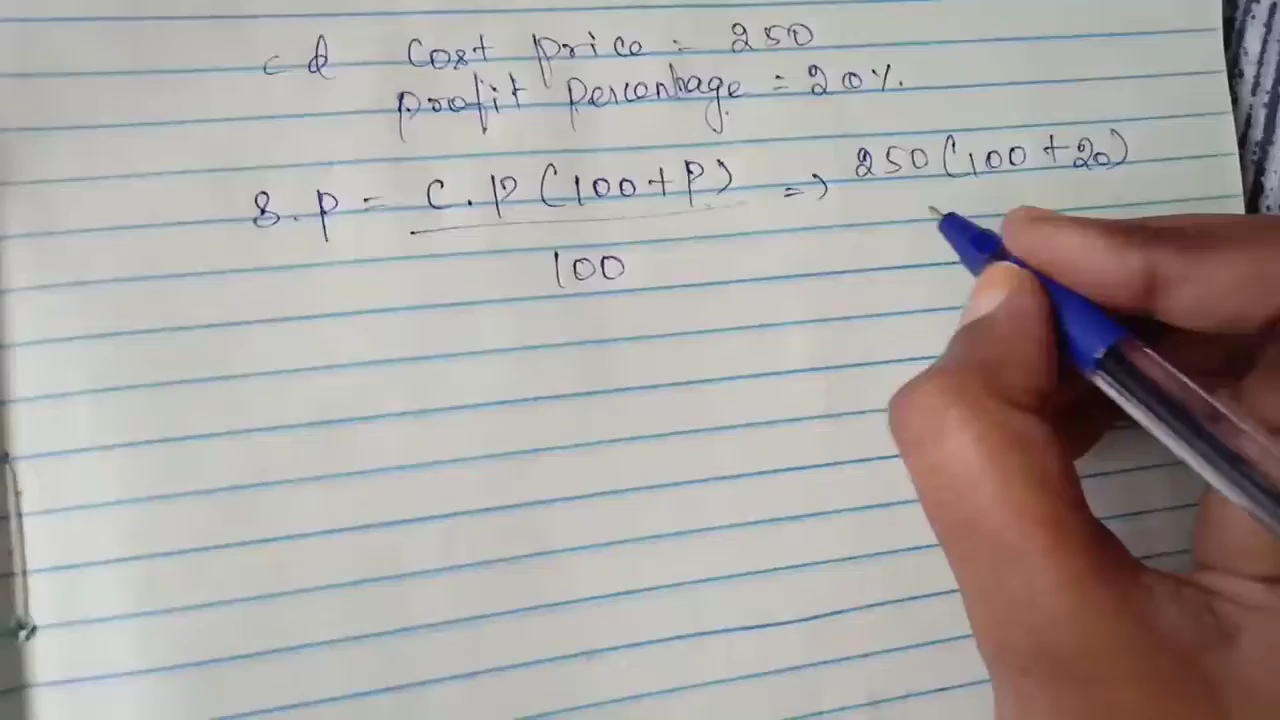 Cost price = 250
profit percentage = 20%.
S.p = C.P (100+P) => 250(100+20)
100